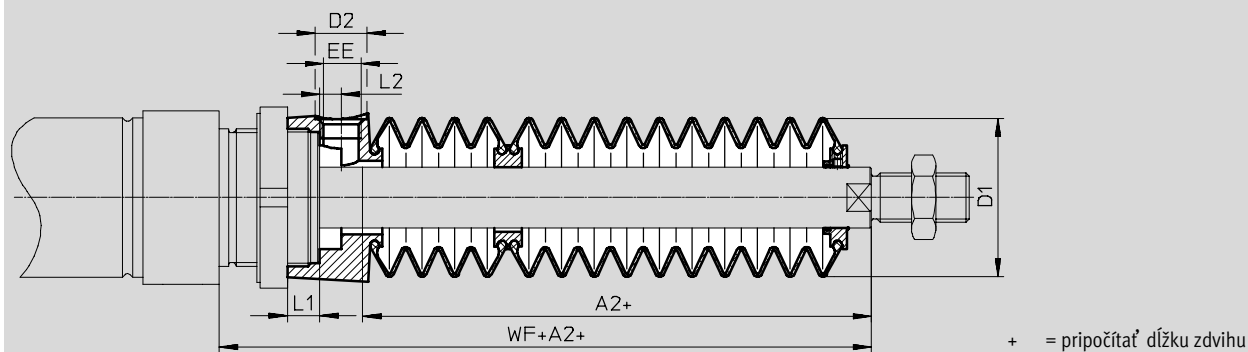 D2
EE
L2
D1
L1
A2+
WF+A2+
+ = pripočítať dĺžku zdvihu